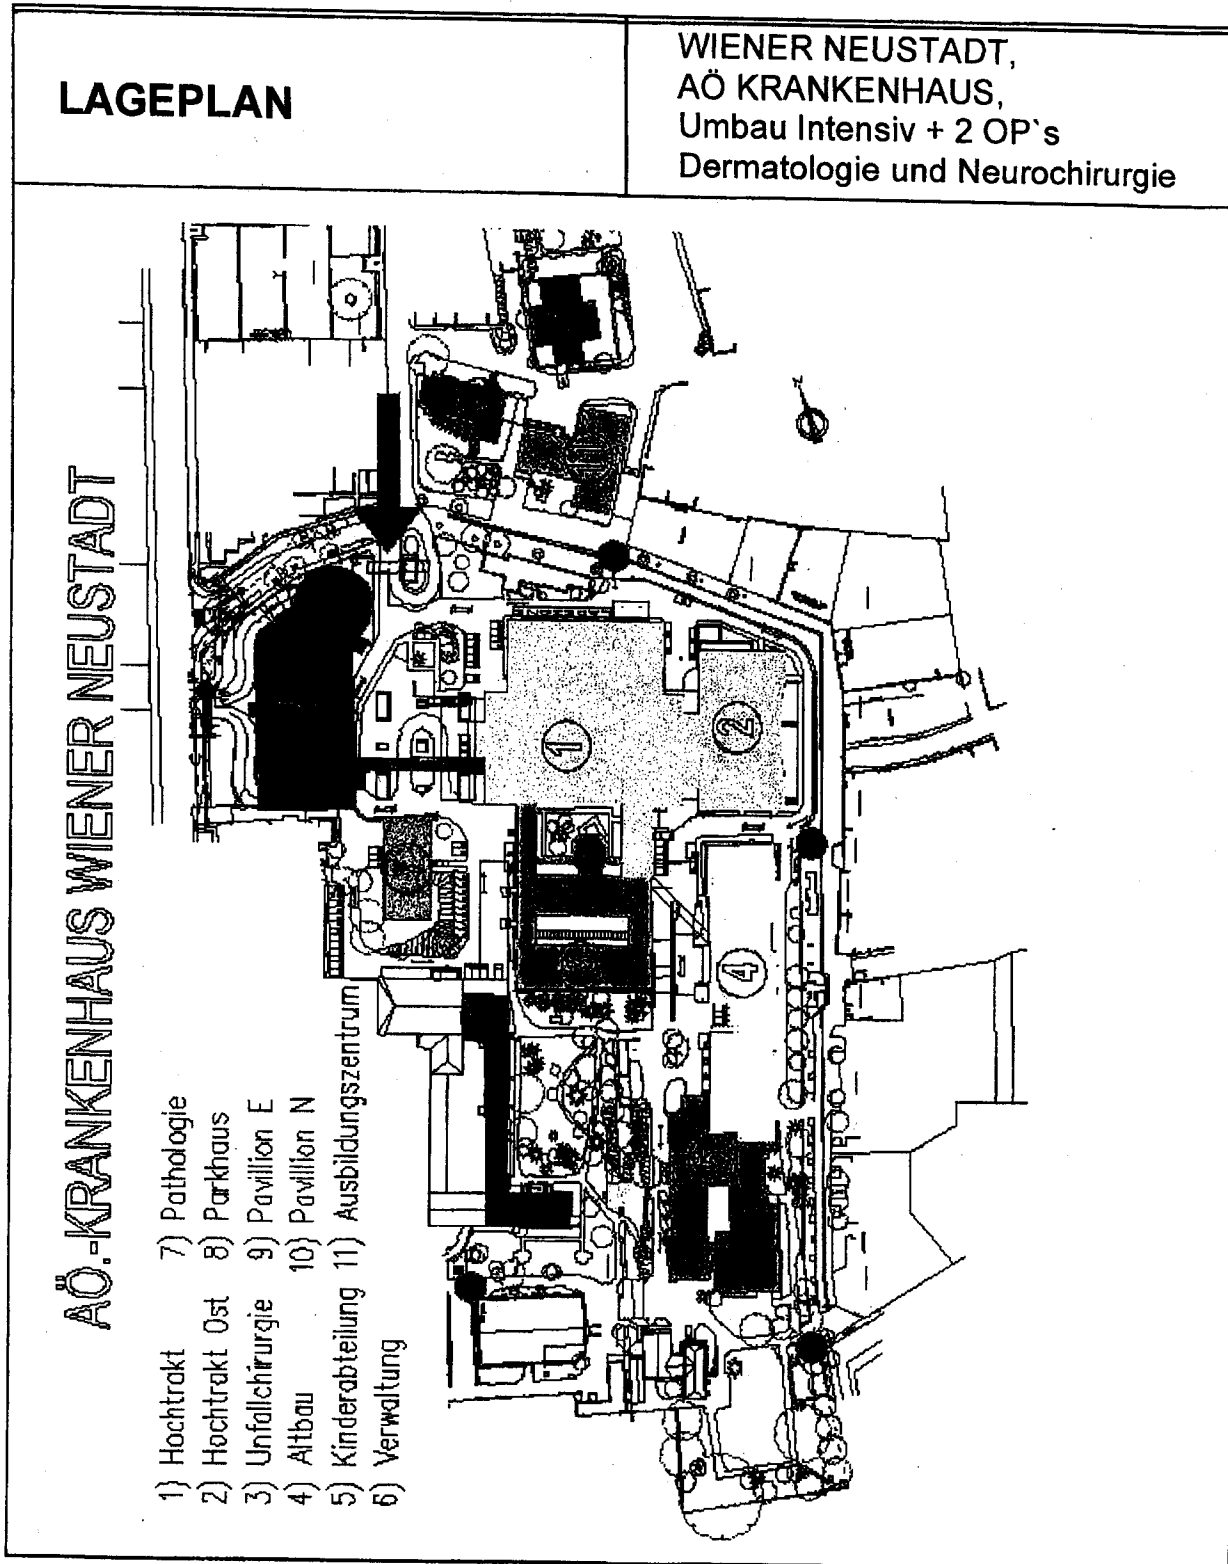 LAGEPLAN
WIENER NEUSTADT,
AÖ KRANKENHAUS,
Umbau Intensiv + 2 OP`s
Dermatologie und Neurochirurgie
AÖ.-KRANKENHAUS WIENER NEUSTADT
1) Hochtrakt
2) Hochtrakt Ost
3) Unfallchirurgie
4) Altbau
5) Kinderabteilung
6) Verwaltung
7) Pathologie
8) Parkhaus
9) Pavillion E
10) Pavillion N
11) Ausbildungszentrum
1
2
4